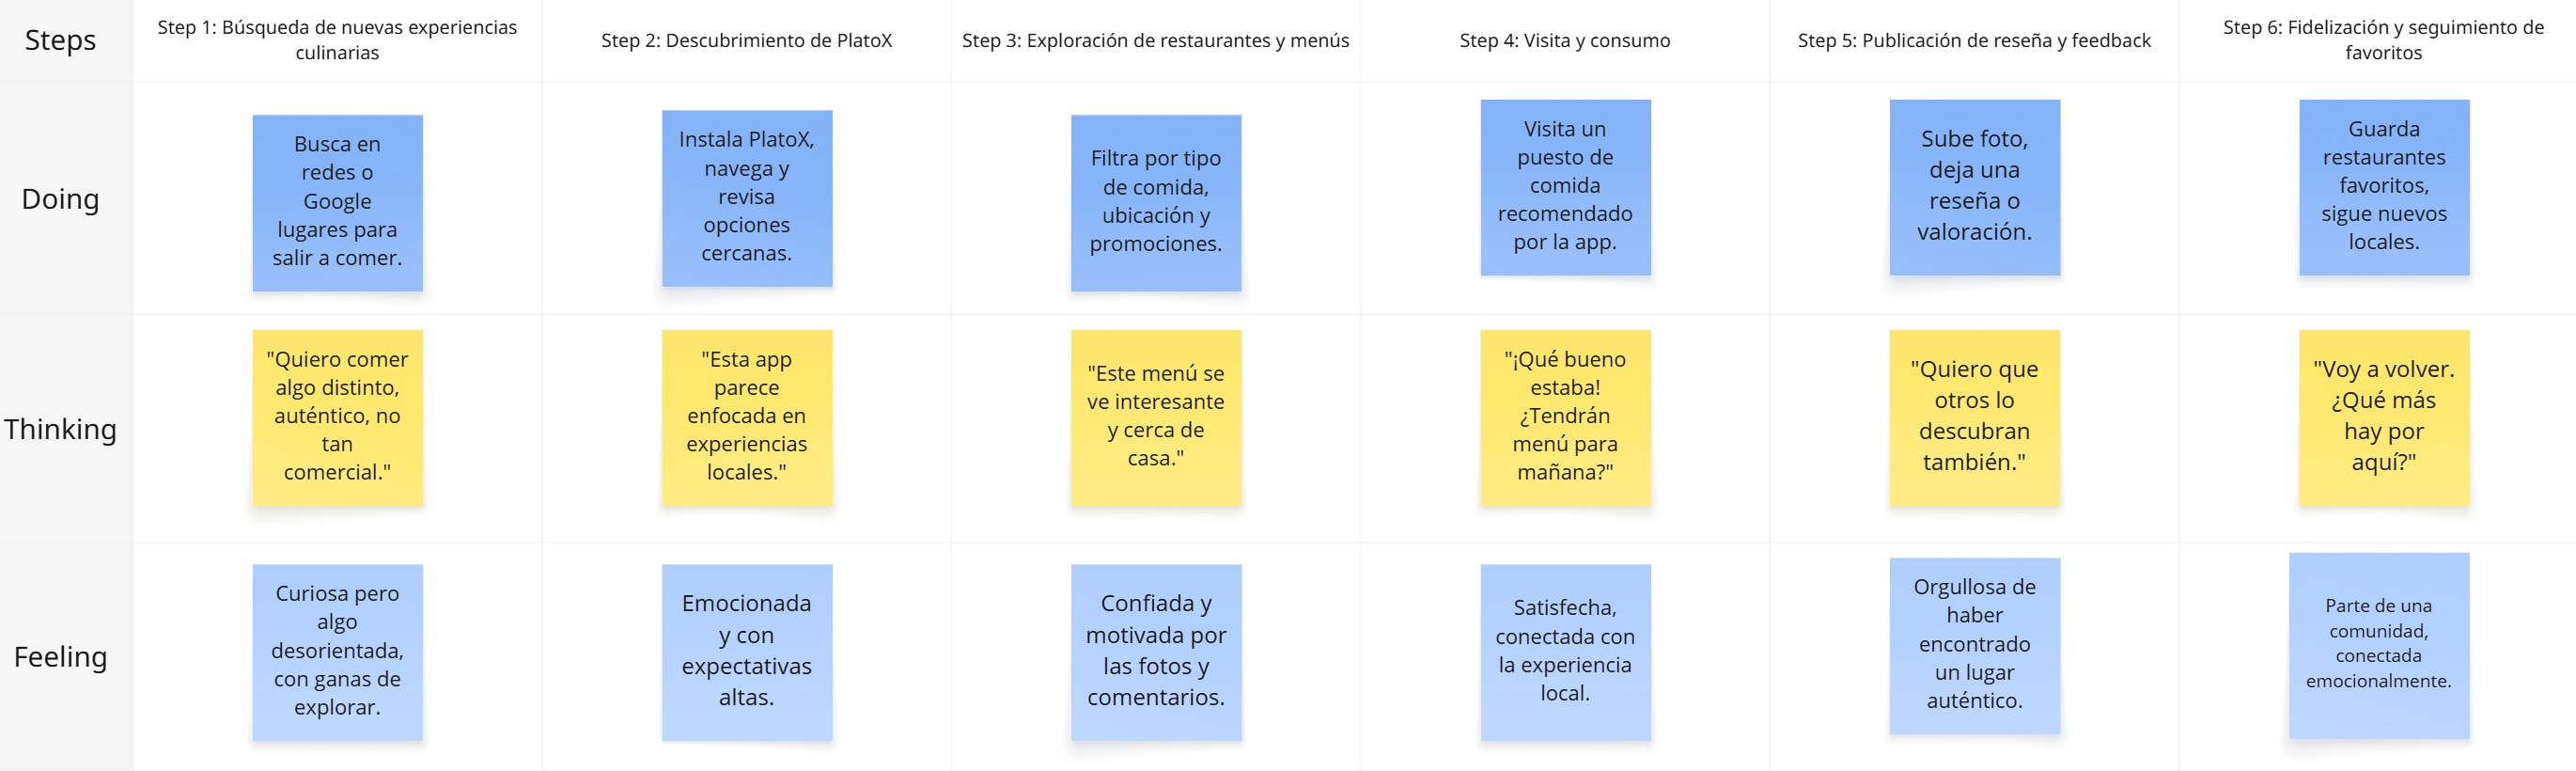 Steps
Step 1: Búsqueda de nuevas experiencias
culinarias
Step 2: Descubrimiento de PlatoX
Step 3: Exploración de restaurantes y menús
Step 4: Visita y consumo
Step 5: Publicación de reseña y feedback
Step 6: Fidelización y seguimiento de
favoritos
Doing
Busca en
redes o
Google
lugares para
salir a comer.
Instala PlatoX,
navega y
revisa
opciones
cercanas.
Filtra por tipo
de comida,
ubicación y
promociones.
Visita un
puesto de
comida
recomendado
por la app.
Sube foto,
deja una
reseña o
valoración.
Guarda
restaurantes
favoritos,
sigue nuevos
locales.
Thinking
"Quiero comer
algo distinto,
auténtico, no
tan
comercial."
"Esta app
parece
enfocada en
experiencias
locales."
"Este menú se
ve interesante
y cerca de
casa."
"¡Qué bueno
estaba!
¿Tendrán
menú para
mañana?"
"Quiero que
otros lo
descubran
también."
"Voy a volver.
¿Qué más
hay por
aquí?"
Feeling
Curiosa pero
algo
desorientada,
con ganas de
explorar.
Emocionada
y con
expectativas
altas.
Confiada y
motivada por
las fotos y
comentarios.
Satisfecha,
conectada con
la experiencia
local.
Orgullosa de
haber
encontrado
un lugar
auténtico.
Parte de una
comunidad,
conectada
emocionalmente.